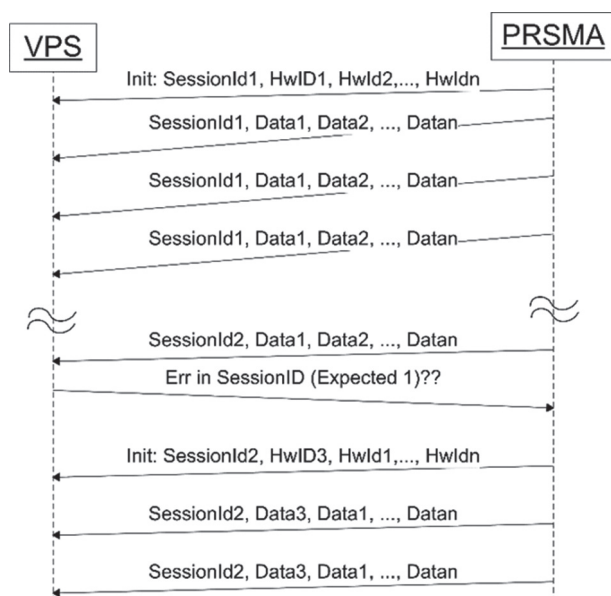 VPS
PRSMA
Init: SessionId1, HwID1, HwId2,..., HwIdn
SessionId1, Data1, Data2, ..., Datan
SessionId1, Data1, Data2, ..., Datan
SessionId1, Data1, Data2, ..., Datan
SessionId2, Data1, Data2, ..., Datan
Err in SessionID (Expected 1)??
Init: SessionId2, HwID3, HwId1,..., HwIdn
SessionId2, Data3, Data1, ..., Datan
SessionId2, Data3, Data1, ..., Datan